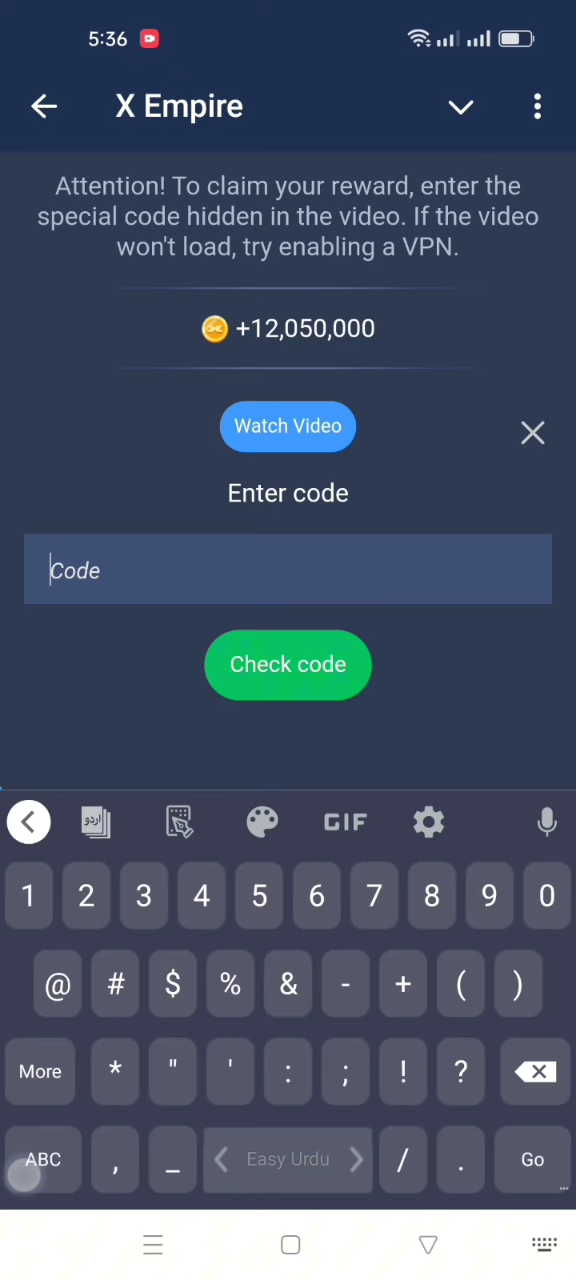 5:36
X Empire
Attention! To claim your reward, enter the
special code hidden in the video. If the video
won't load, try enabling a VPN.
+12,050,000
Watch Video
Enter code
Code
Check code
اردو GIF
1 2 3 4 5 6 7 8 9 0
@ # $ % & - + ( )
More * " ' : ; ! ?
ABC , _ Easy Urdu / . Go